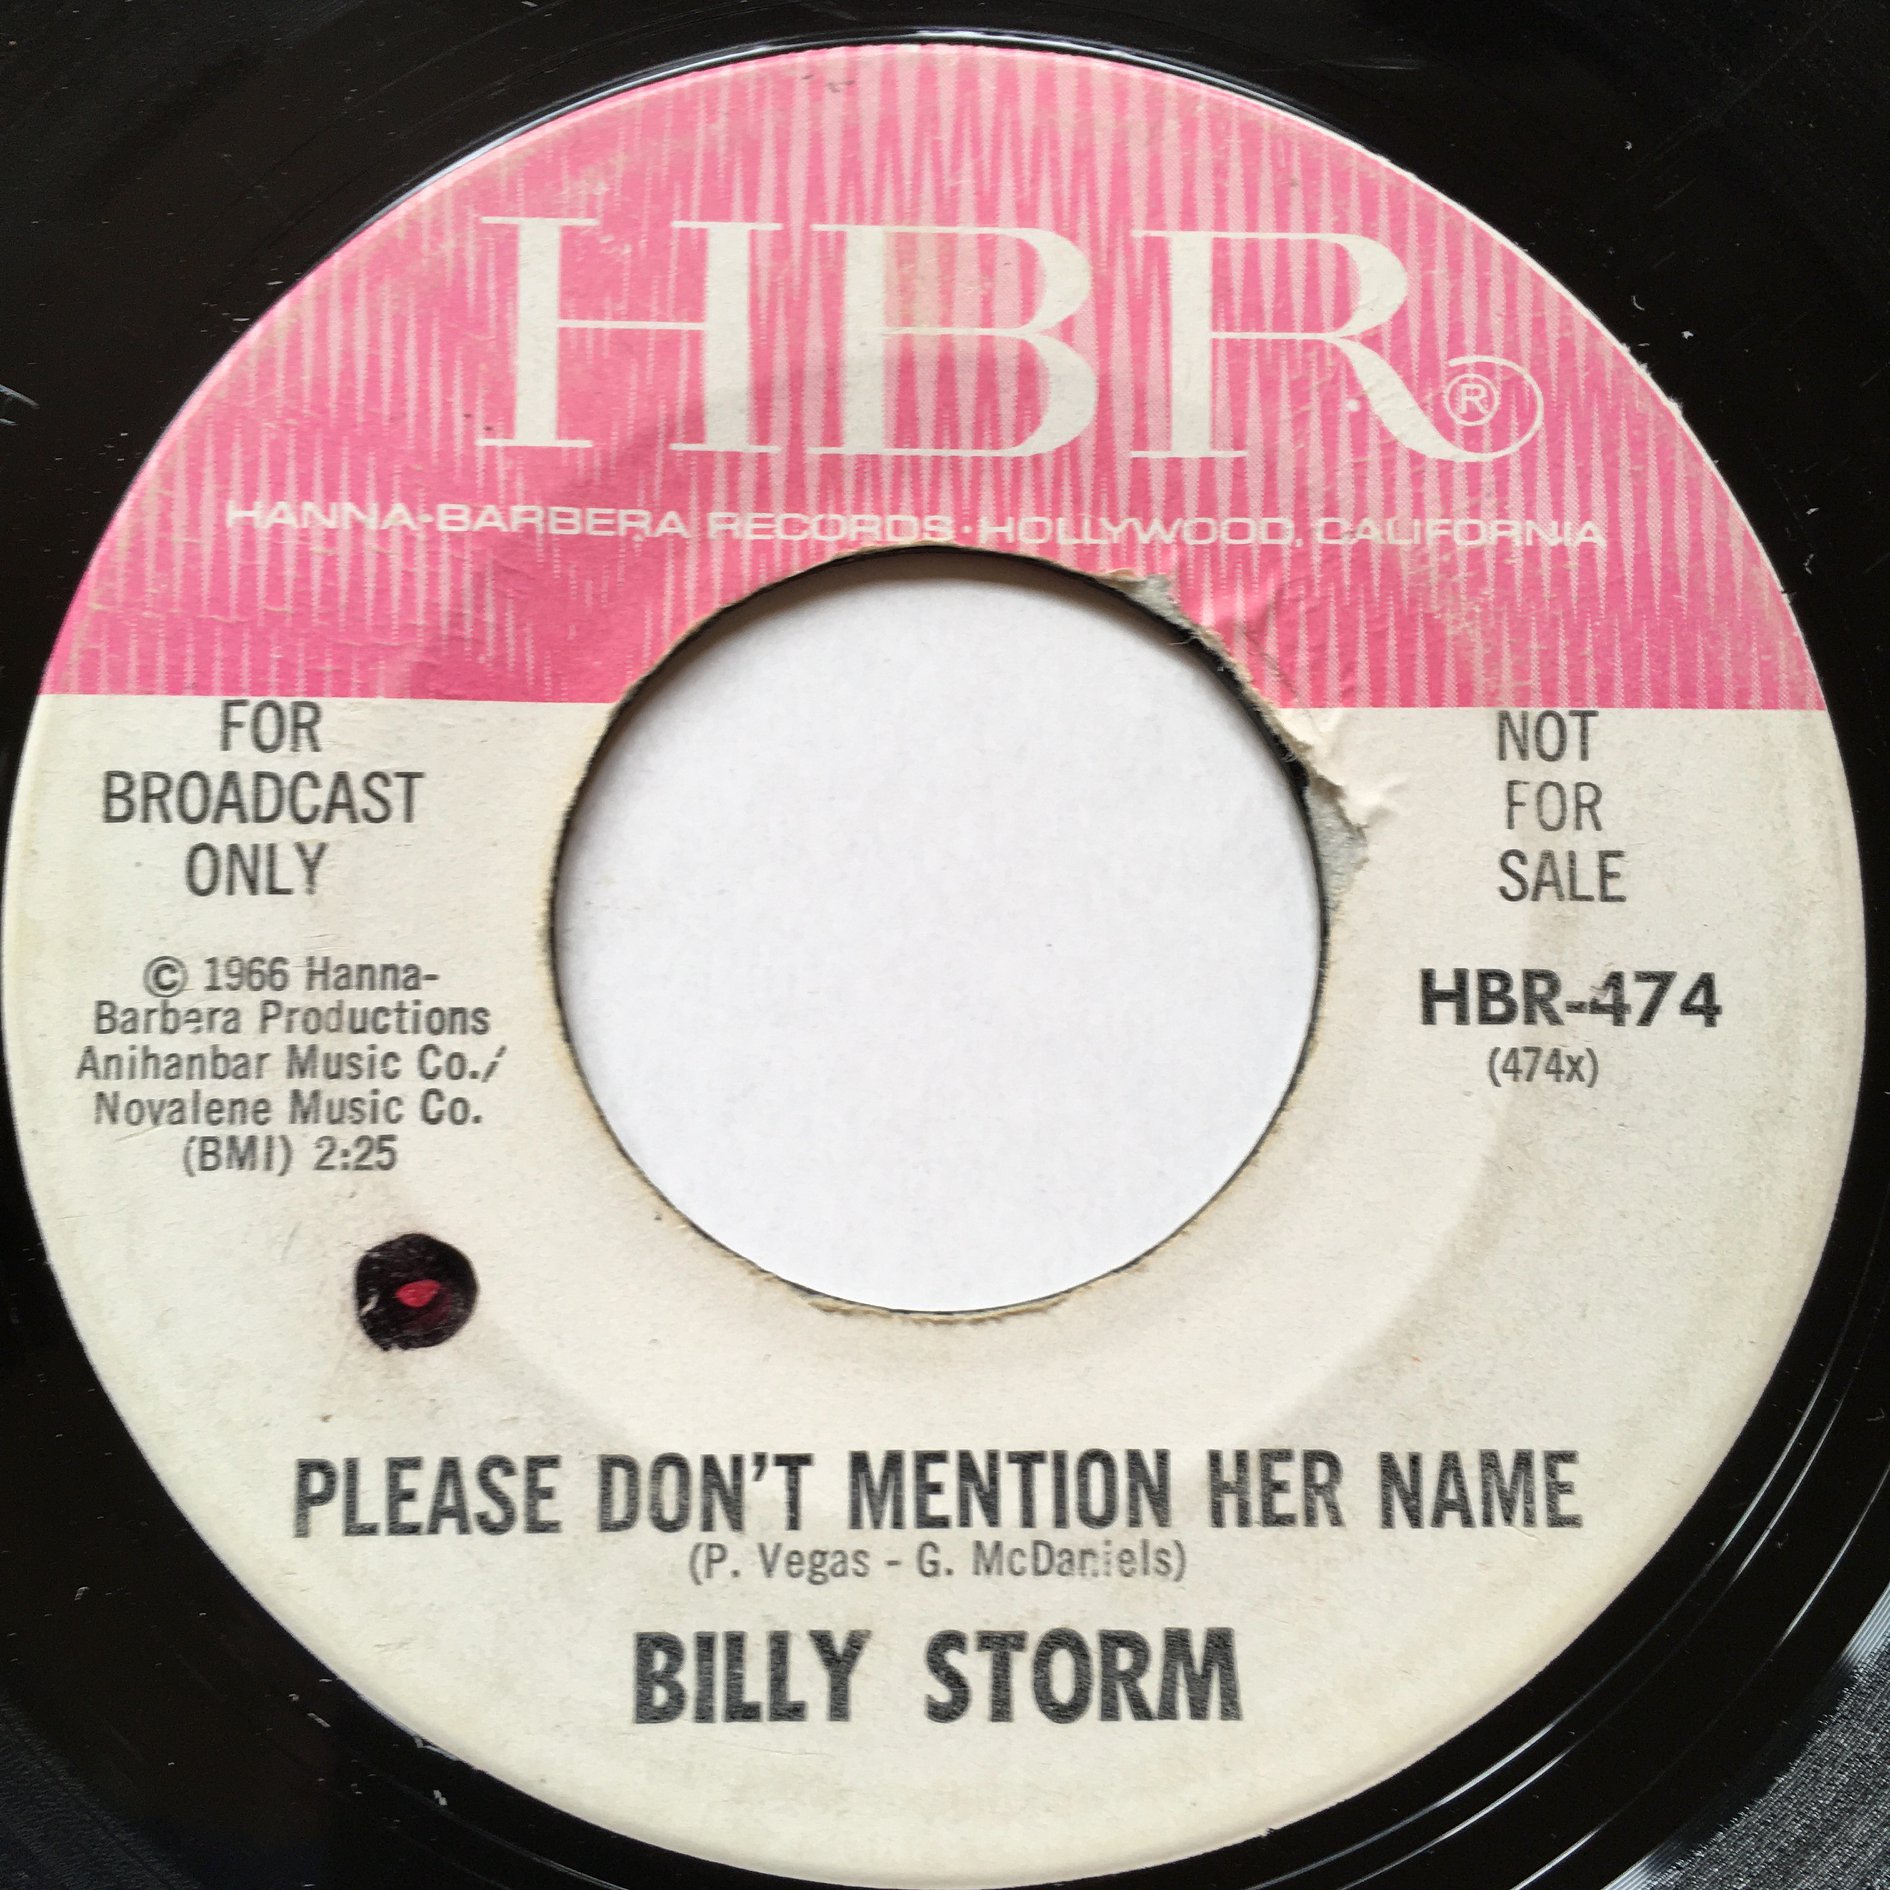 HBR®
HANNA-BARBERA RECORDS·HOLLYWOOD, CALIFORNIA
FOR
BROADCAST
ONLY
NOT
FOR
SALE
© 1966 Hanna-
Barbera Productions
Anihanbar Music Co./
Novalene Music Co.
(BMI) 2:25
HBR-474
(474x)
PLEASE DON'T MENTION HER NAME
(P. Vegas - G. McDaniels)
BILLY STORM